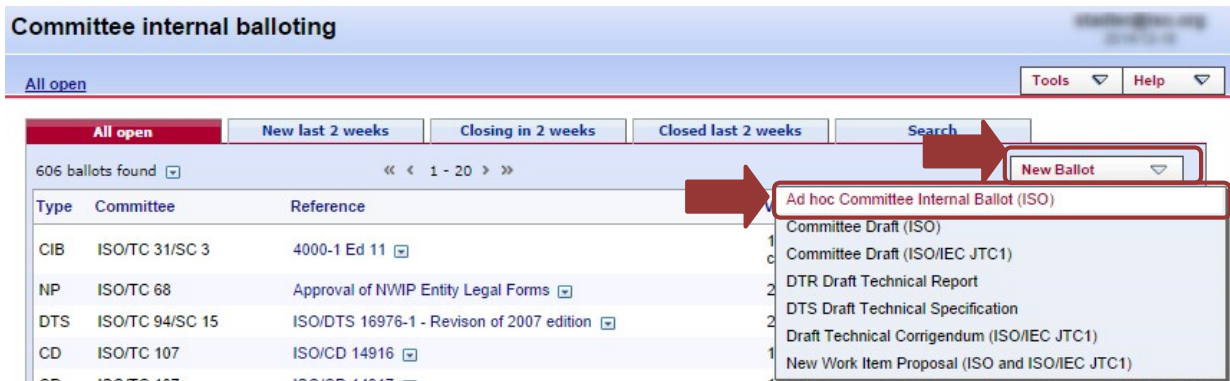 Committee internal balloting
All open
Tools Help
All open New last 2 weeks Closing in 2 weeks Closed last 2 weeks Search
606 ballots found « < 1 - 20 > » New Ballot
Type Committee Reference
CIB ISO/TC 31/SC 3 4000-1 Ed 11
NP ISO/TC 68 Approval of NWIP Entity Legal Forms
DTS ISO/TC 94/SC 15 ISO/DTS 16976-1 - Revison of 2007 edition
CD ISO/TC 107 ISO/CD 14916
Ad hoc Committee Internal Ballot (ISO)
Committee Draft (ISO)
Committee Draft (ISO/IEC JTC1)
DTR Draft Technical Report
DTS Draft Technical Specification
Draft Technical Corrigendum (ISO/IEC JTC1)
New Work Item Proposal (ISO and ISO/IEC JTC1)